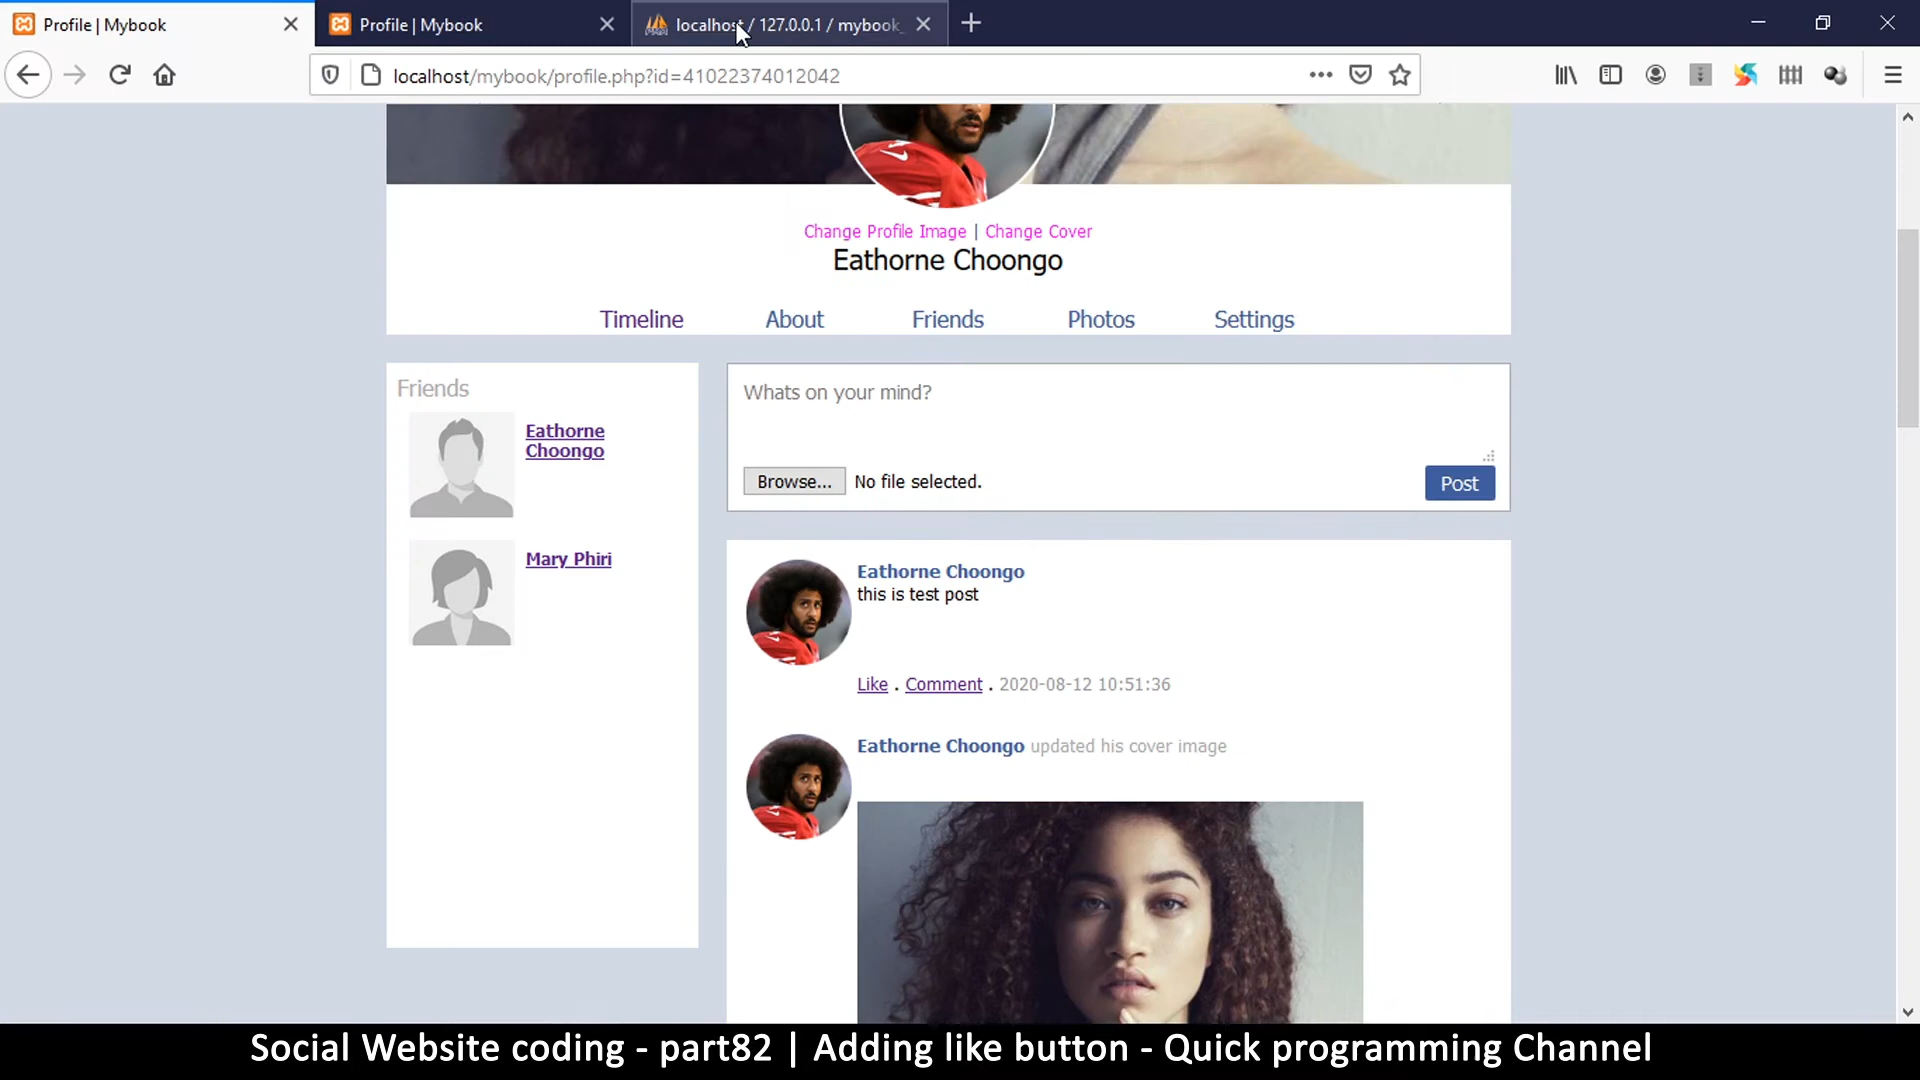 Profile | Mybook
Profile | Mybook
localhost / 127.0.0.1 / mybook_
localhost/mybook/profile.php?id=41022374012042
Change Profile Image | Change Cover
Eathorne Choongo
Timeline About Friends Photos Settings
Friends
Eathorne
Choongo
Mary Phiri
Whats on your mind?
Browse... No file selected.
Post
Eathorne Choongo
this is test post
Like . Comment . 2020-08-12 10:51:36
Eathorne Choongo updated his cover image
Social Website coding - part82 | Adding like button - Quick programming Channel